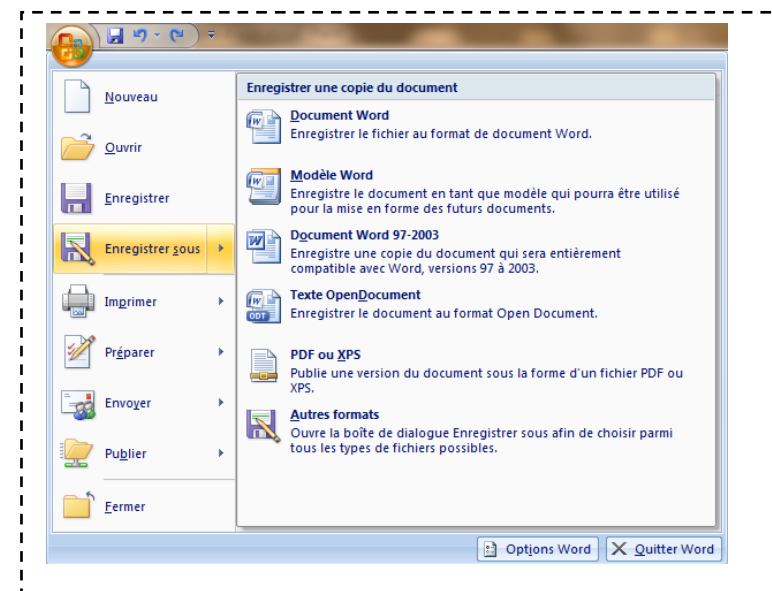 Nouveau
Ouvrir
Enregistrer
Enregistrer sous
Imprimer
Préparer
Envoyer
Publier
Fermer
Enregistrer une copie du document
Document Word
Enregistrer le fichier au format de document Word.
Modèle Word
Enregistre le document en tant que modèle qui pourra être utilisé
pour la mise en forme des futurs documents.
Document Word 97-2003
Enregistre une copie du document qui sera entièrement
compatible avec Word, versions 97 à 2003.
Texte OpenDocument
Enregistrer le document au format Open Document.
PDF ou XPS
Publie une version du document sous la forme d'un fichier PDF ou
XPS.
Autres formats
Ouvre la boîte de dialogue Enregistrer sous afin de choisir parmi
tous les types de fichiers possibles.
Options Word
Quitter Word